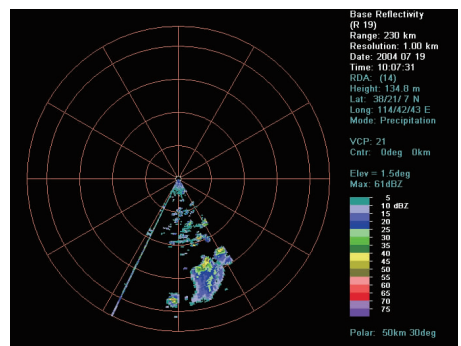 Base Reflectivity
(R 19)
Range: 230 km
Resolution: 1.00 km
Date: 2004 07 19
Time: 10:07:31
RDA: (14)
Height: 134.8 m
Lat: 38/21/ 7 N
Long: 114/42/43 E
Mode: Precipitation
VCP: 21
Cntr: 0deg 0km
Elev = 1.5deg
Max: 61dBZ
5
10 dBZ
15
20
25
30
35
40
45
50
55
60
65
70
75
Polar: 50km 30deg